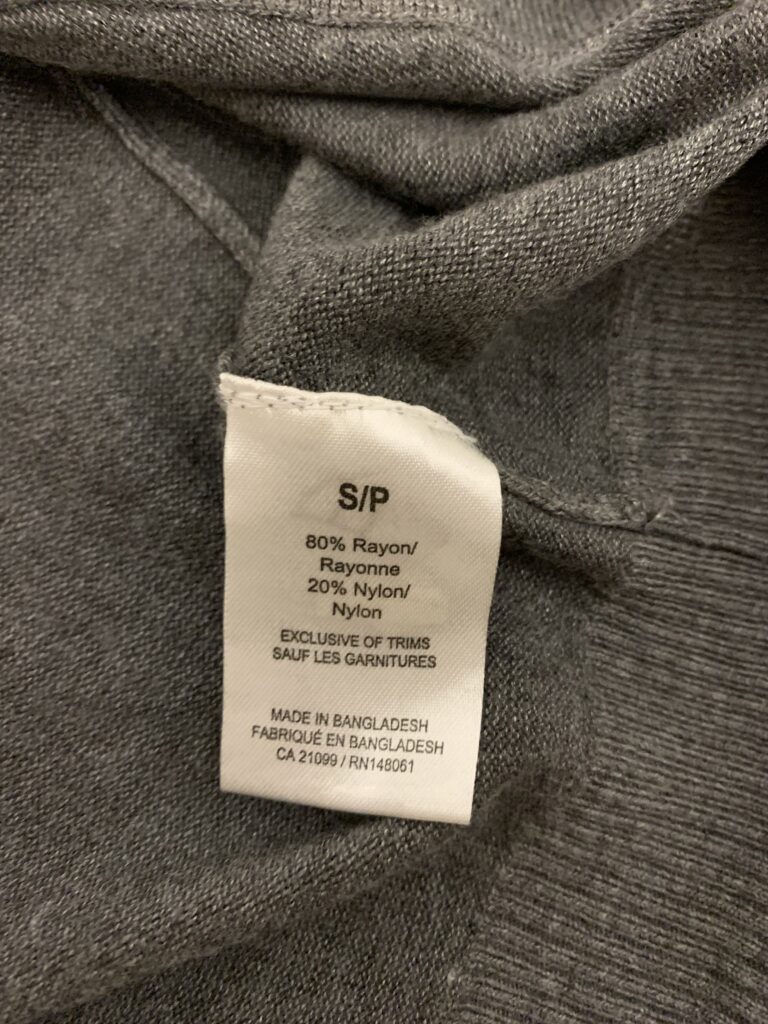 S/P
80% Rayon/
Rayonne
20% Nylon/
Nylon
EXCLUSIVE OF TRIMS
SAUF LES GARNITURES
MADE IN BANGLADESH
FABRIQUÉ EN BANGLADESH
CA 21099 / RN148061